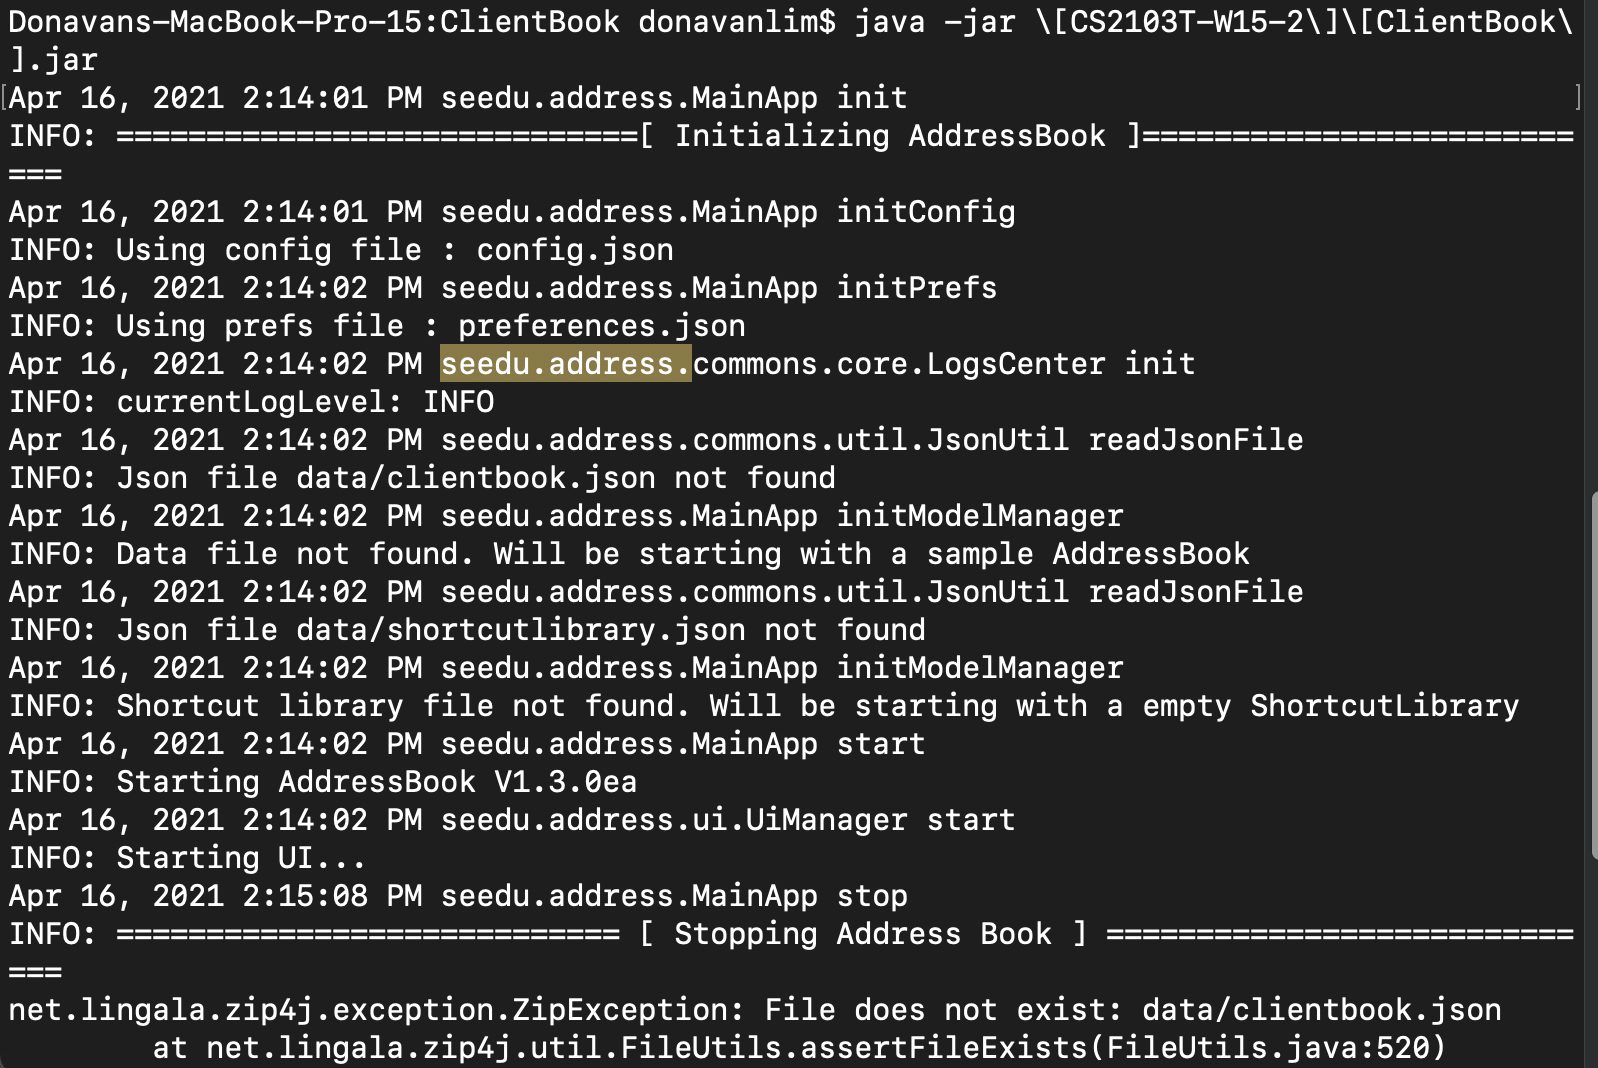 Donavans-MacBook-Pro-15:ClientBook donavanlim$ java -jar \[CS2103T-W15-2\]\[ClientBook\
].jar
[Apr 16, 2021 2:14:01 PM seedu.address.MainApp init ]
INFO: =============================[ Initializing AddressBook ]========================
===
Apr 16, 2021 2:14:01 PM seedu.address.MainApp initConfig
INFO: Using config file : config.json
Apr 16, 2021 2:14:02 PM seedu.address.MainApp initPrefs
INFO: Using prefs file : preferences.json
Apr 16, 2021 2:14:02 PM seedu.address.commons.core.LogsCenter init
INFO: currentLogLevel: INFO
Apr 16, 2021 2:14:02 PM seedu.address.commons.util.JsonUtil readJsonFile
INFO: Json file data/clientbook.json not found
Apr 16, 2021 2:14:02 PM seedu.address.MainApp initModelManager
INFO: Data file not found. Will be starting with a sample AddressBook
Apr 16, 2021 2:14:02 PM seedu.address.commons.util.JsonUtil readJsonFile
INFO: Json file data/shortcutlibrary.json not found
Apr 16, 2021 2:14:02 PM seedu.address.MainApp initModelManager
INFO: Shortcut library file not found. Will be starting with a empty ShortcutLibrary
Apr 16, 2021 2:14:02 PM seedu.address.MainApp start
INFO: Starting AddressBook V1.3.0ea
Apr 16, 2021 2:14:02 PM seedu.address.ui.UiManager start
INFO: Starting UI...
Apr 16, 2021 2:15:08 PM seedu.address.MainApp stop
INFO: ============================ [ Stopping Address Book ] ==========================
===
net.lingala.zip4j.exception.ZipException: File does not exist: data/clientbook.json
at net.lingala.zip4j.util.FileUtils.assertFileExists(FileUtils.java:520)